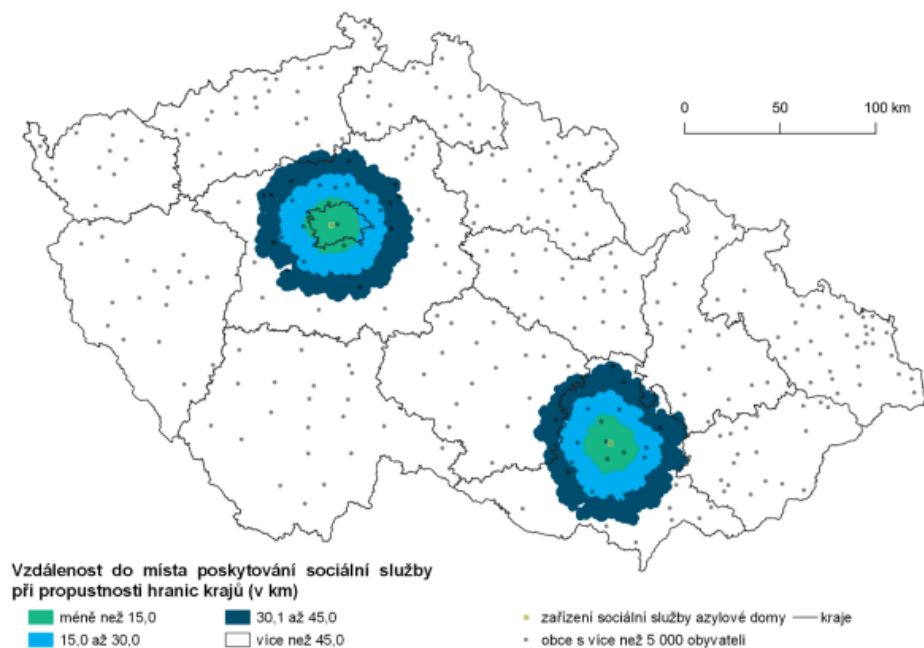 0 50 100 km
Vzdálenost do místa poskytování sociální služby
při propustnosti hranic krajů (v km)
méně než 15,0
30,1 až 45,0
15,0 až 30,0
více než 45,0
zařízení sociální služby azylové domy
kraje
obce s více než 5 000 obyvateli